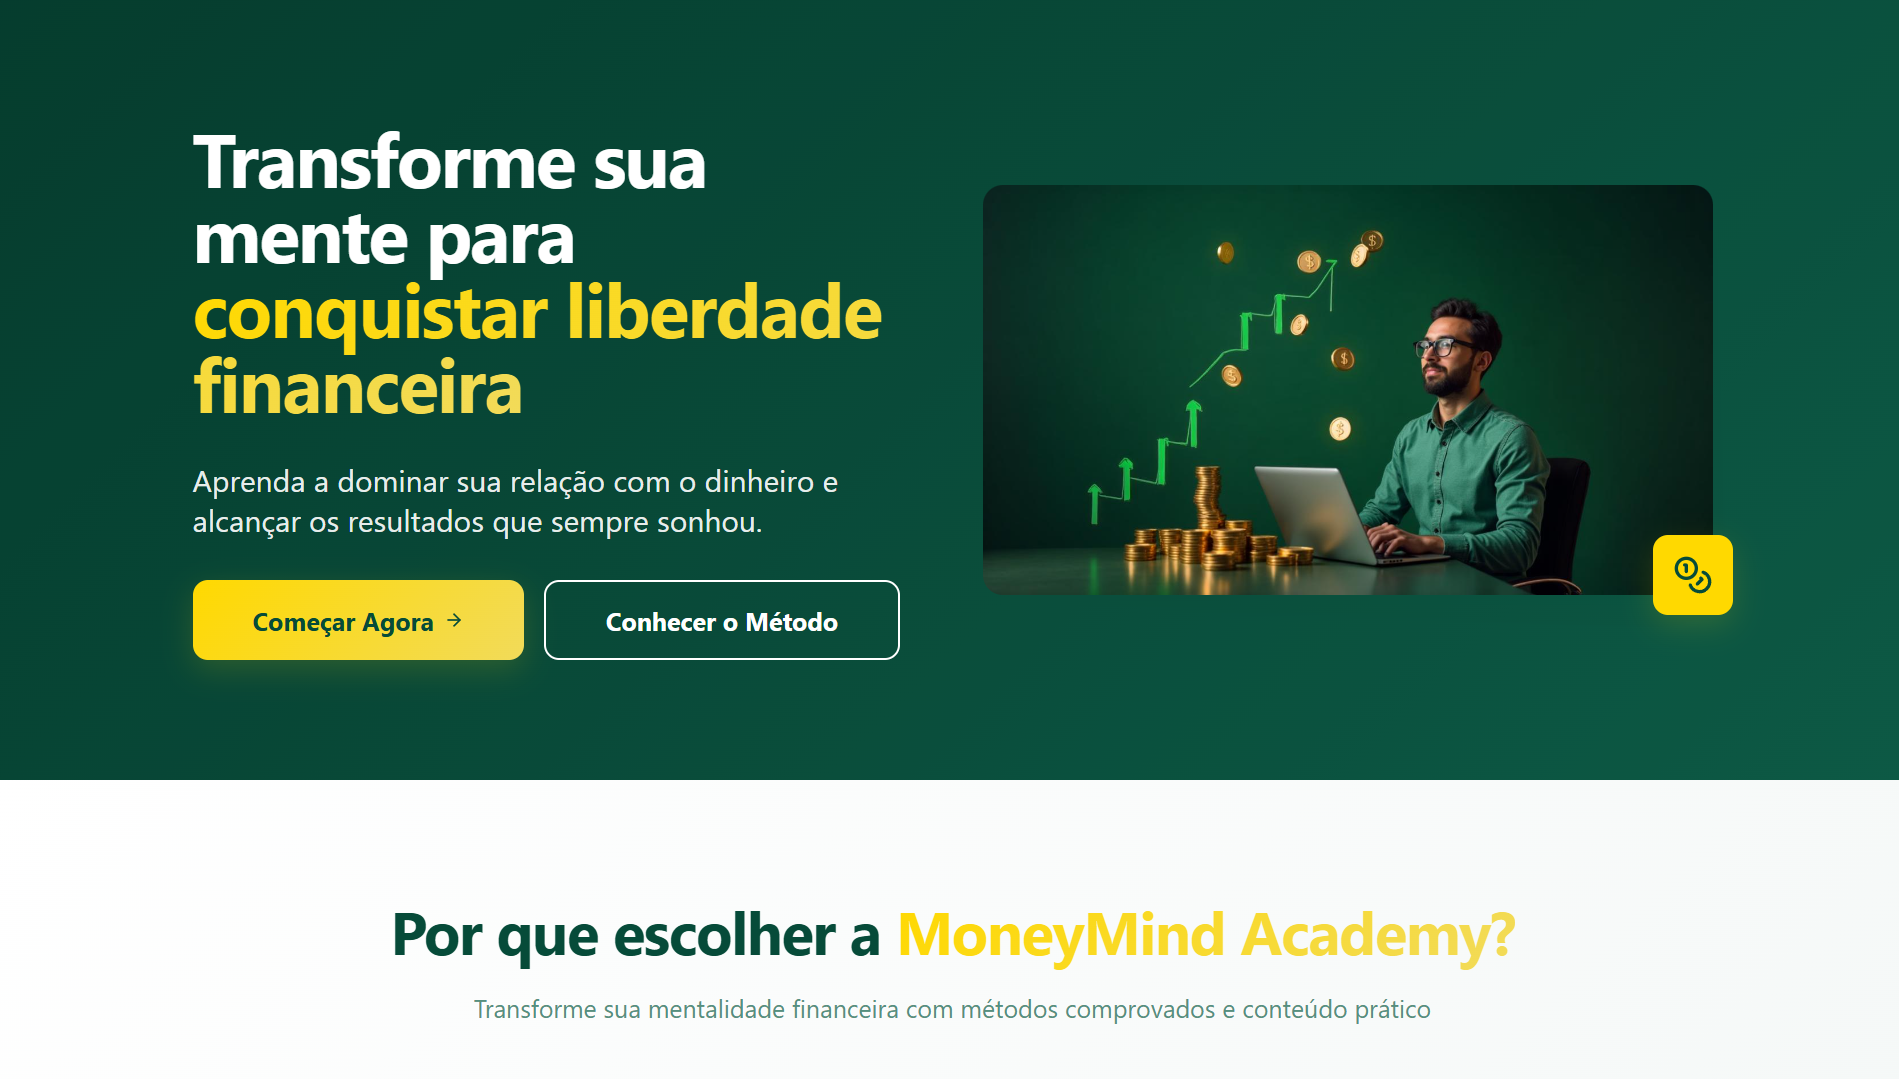 Transforme sua
mente para
conquistar liberdade
financeira
Aprenda a dominar sua relação com o dinheiro e
alcançar os resultados que sempre sonhou.
Começar Agora →
Conhecer o Método
Por que escolher a MoneyMind Academy?
Transforme sua mentalidade financeira com métodos comprovados e conteúdo prático